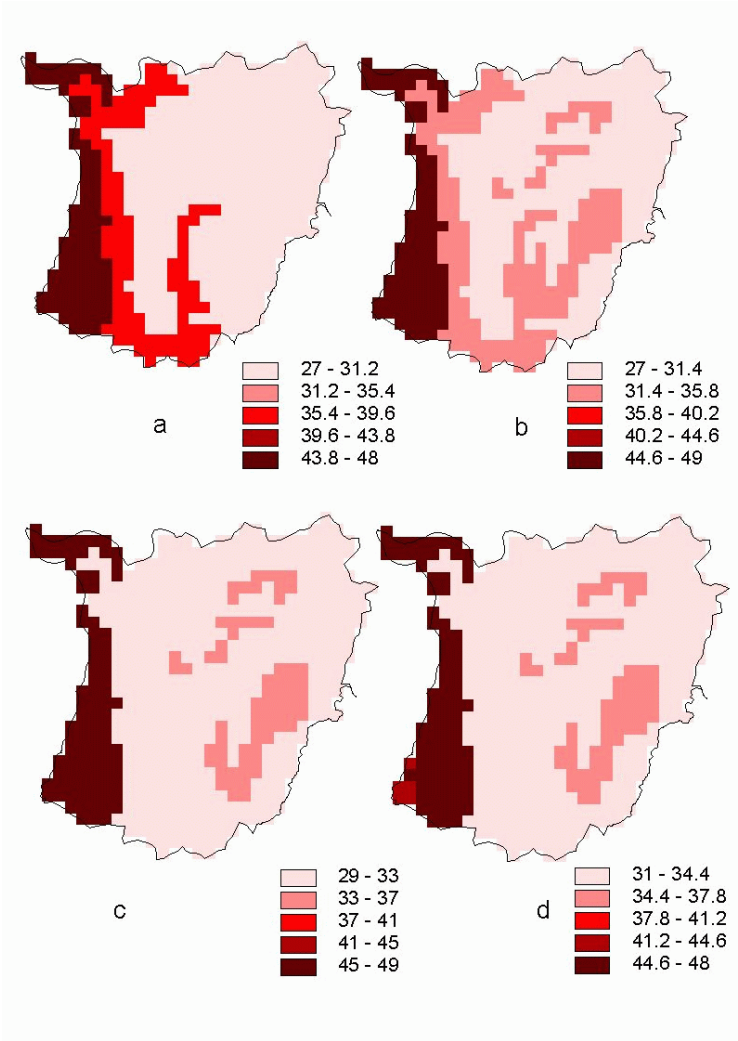 27 - 31.2
31.2 - 35.4
35.4 - 39.6
39.6 - 43.8
43.8 - 48
a
27 - 31.4
31.4 - 35.8
35.8 - 40.2
40.2 - 44.6
44.6 - 49
b
29 - 33
33 - 37
37 - 41
41 - 45
45 - 49
c
31 - 34.4
34.4 - 37.8
37.8 - 41.2
41.2 - 44.6
44.6 - 48
d